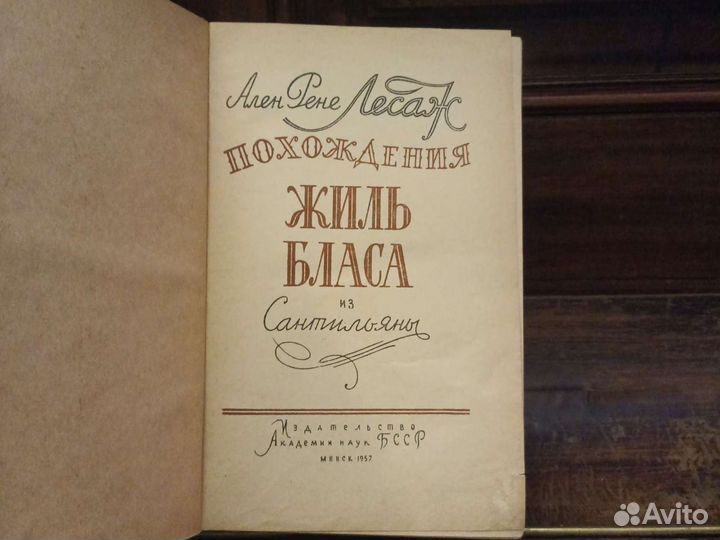 Ален Рене Лесаж
ПОХОЖДЕНИЯ
ЖИЛЬ
БЛАСА
ИЗ
Сантильяны
Издательство
Академии наук БССР
МИНСК 1957
Avito